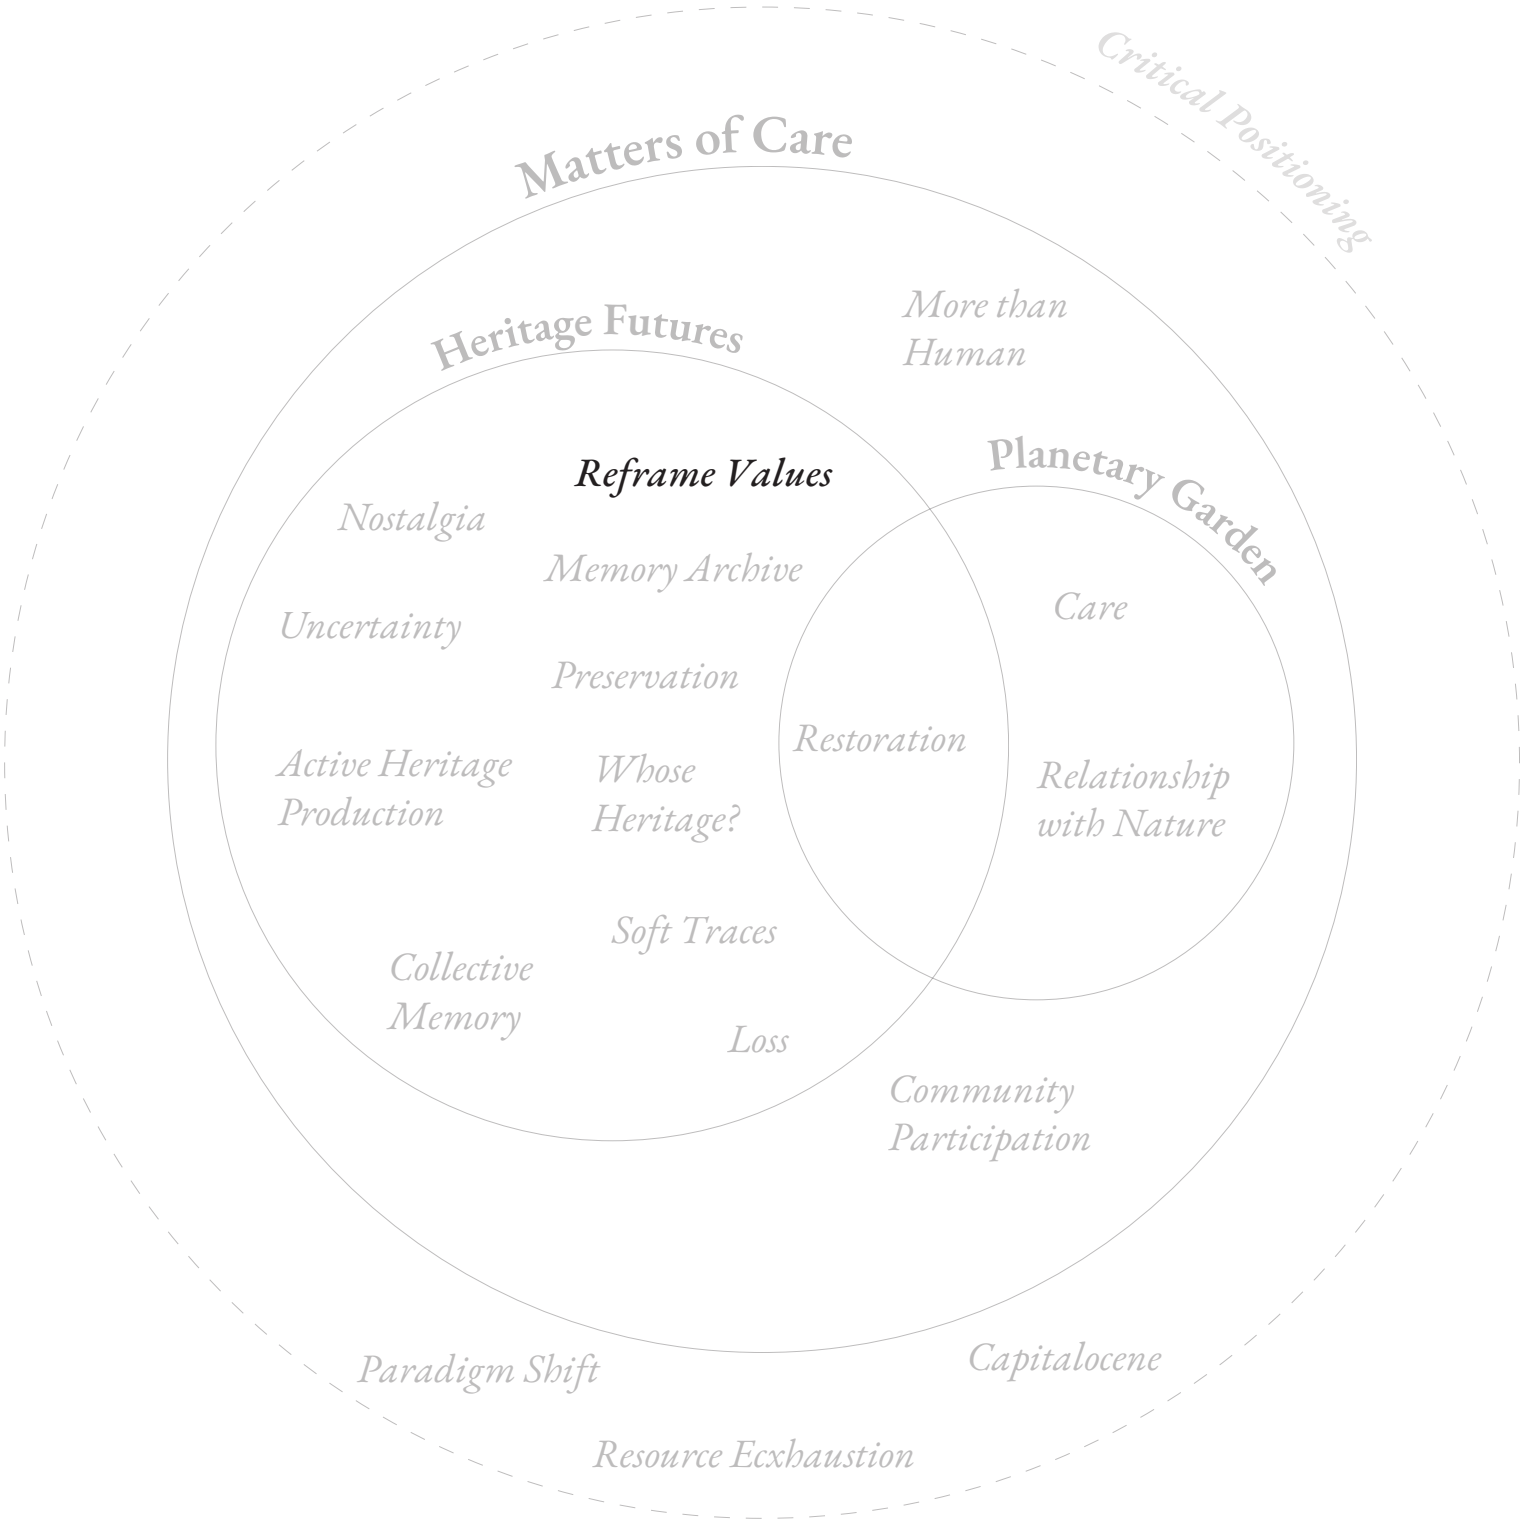 Critical Positioning
Matters of Care
More than
Human
Heritage Futures
Planetary Garden
Reframe Values
Nostalgia
Memory Archive
Care
Uncertainty
Preservation
Restoration
Active Heritage
Production
Whose
Heritage?
Relationship
with Nature
Soft Traces
Collective
Memory
Loss
Community
Participation
Paradigm Shift
Capitalocene
Resource Ecxhaustion